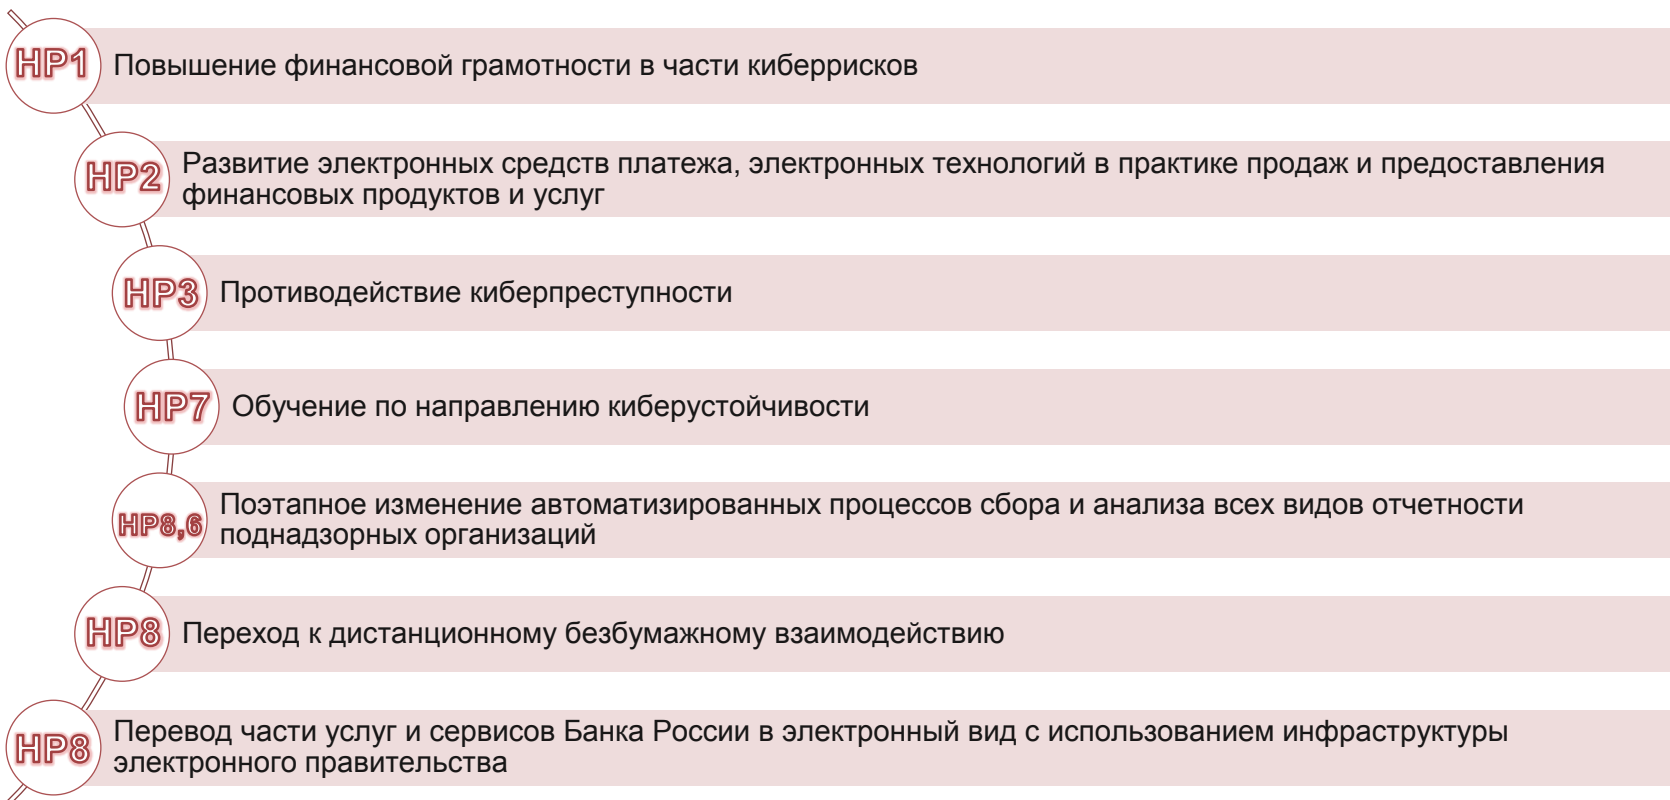 НР1
Повышение финансовой грамотности в части киберрисков
НР2
Развитие электронных средств платежа, электронных технологий в практике продаж и предоставления
финансовых продуктов и услуг
НР3
Противодействие киберпреступности
НР7
Обучение по направлению киберустойчивости
НР8,6
Поэтапное изменение автоматизированных процессов сбора и анализа всех видов отчетности
поднадзорных организаций
НР8
Переход к дистанционному безбумажному взаимодействию
НР8
Перевод части услуг и сервисов Банка России в электронный вид с использованием инфраструктуры
электронного правительства